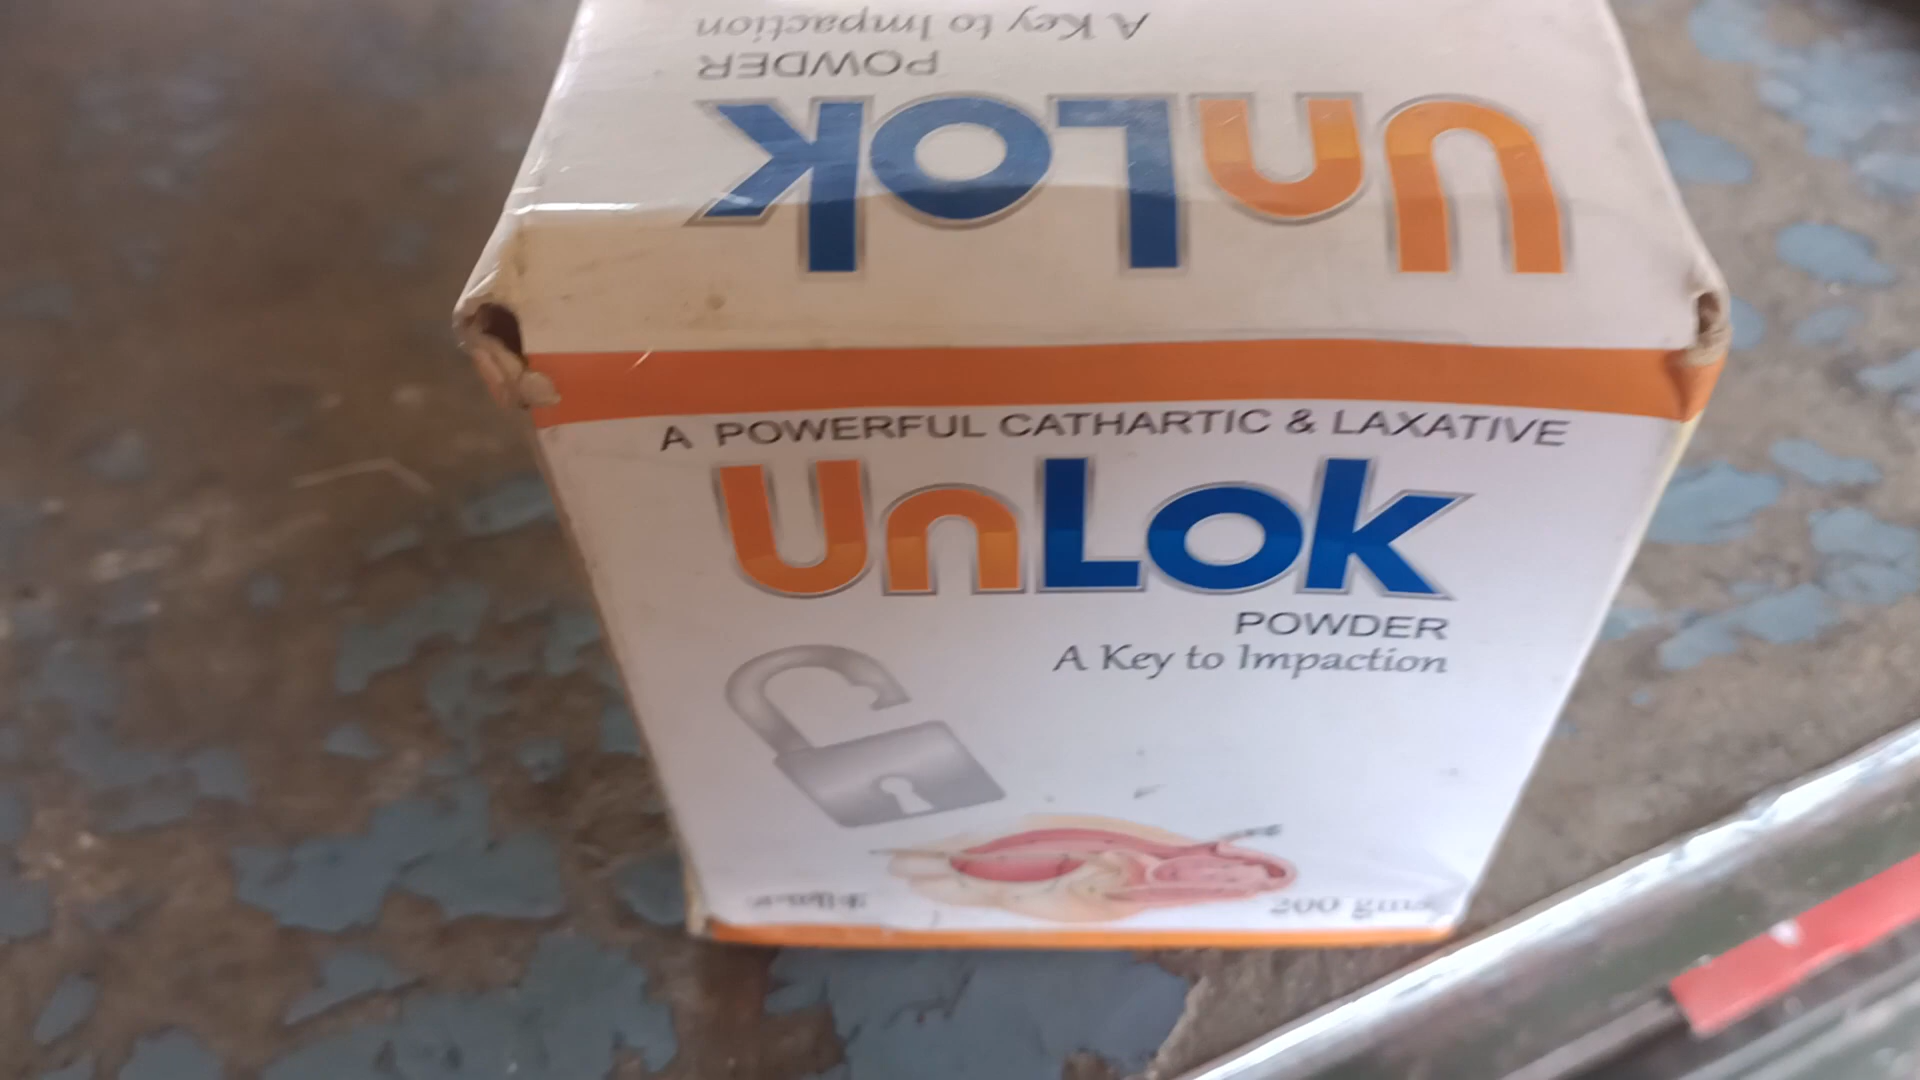 A Key to Impaction
POWDER
UnLok
A POWERFUL CATHARTIC & LAXATIVE
UnLok
POWDER
A Key to Impaction
200 gms